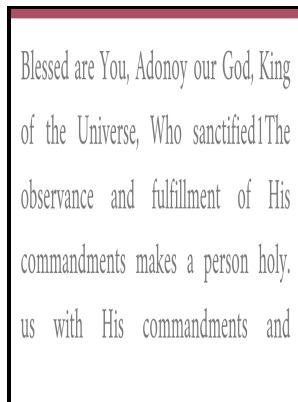 Blessed are You, Adonoy our God, King
of the Universe, Who sanctified1The
observance and fulfillment of His
commandments makes a person holy.
us with His commandments and